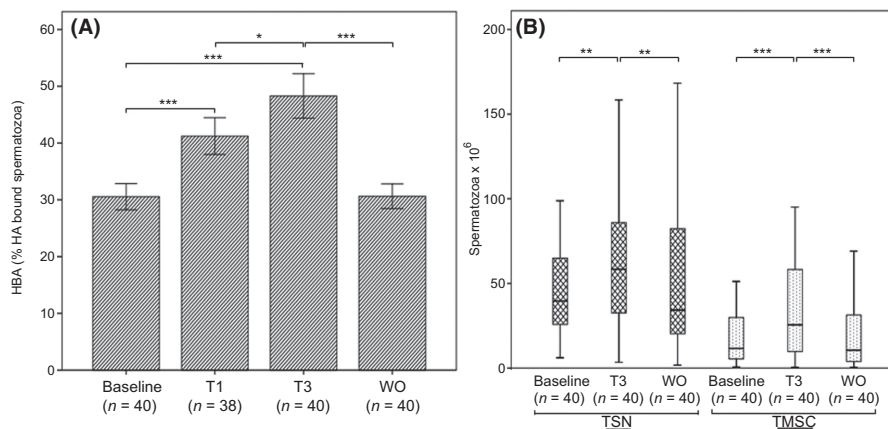 (A)
*
***
***
***
60
50
40
30
20
10
0
HBA (% HA bound spermatozoa)
Baseline T1 T3 WO
(n = 40) (n = 38) (n = 40) (n = 40)
(B)
** ** *** ***
200
150
100
50
0
Spermatozoa x 10⁶
Baseline T3 WO Baseline T3 WO
(n = 40) (n = 40) (n = 40) (n = 40) (n = 40) (n = 40)
TSN TMSC